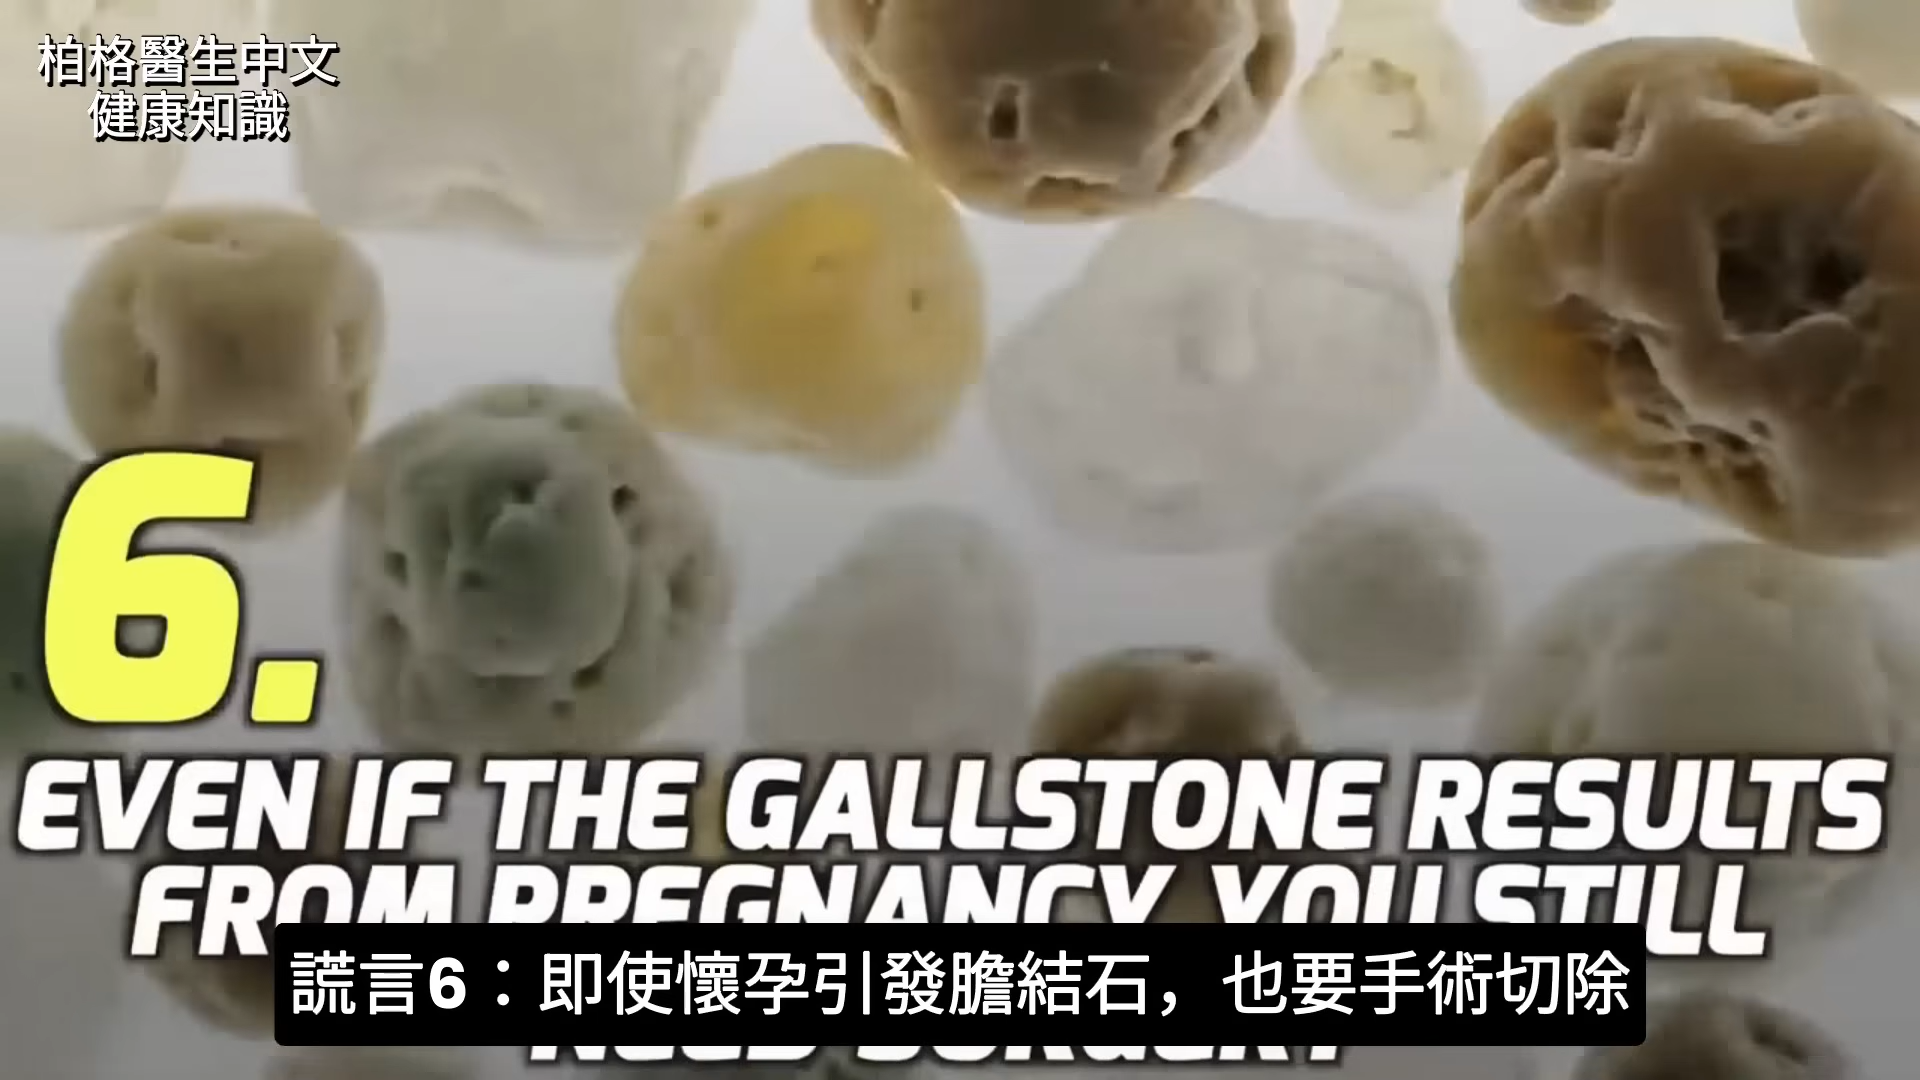 柏格醫生中文
健康知識
6.
EVEN IF THE GALLSTONE RESULTS
FROM PREGNANCY YOU STILL
謊言6：即使懷孕引發膽結石，也要手術切除
NEED SURGERY